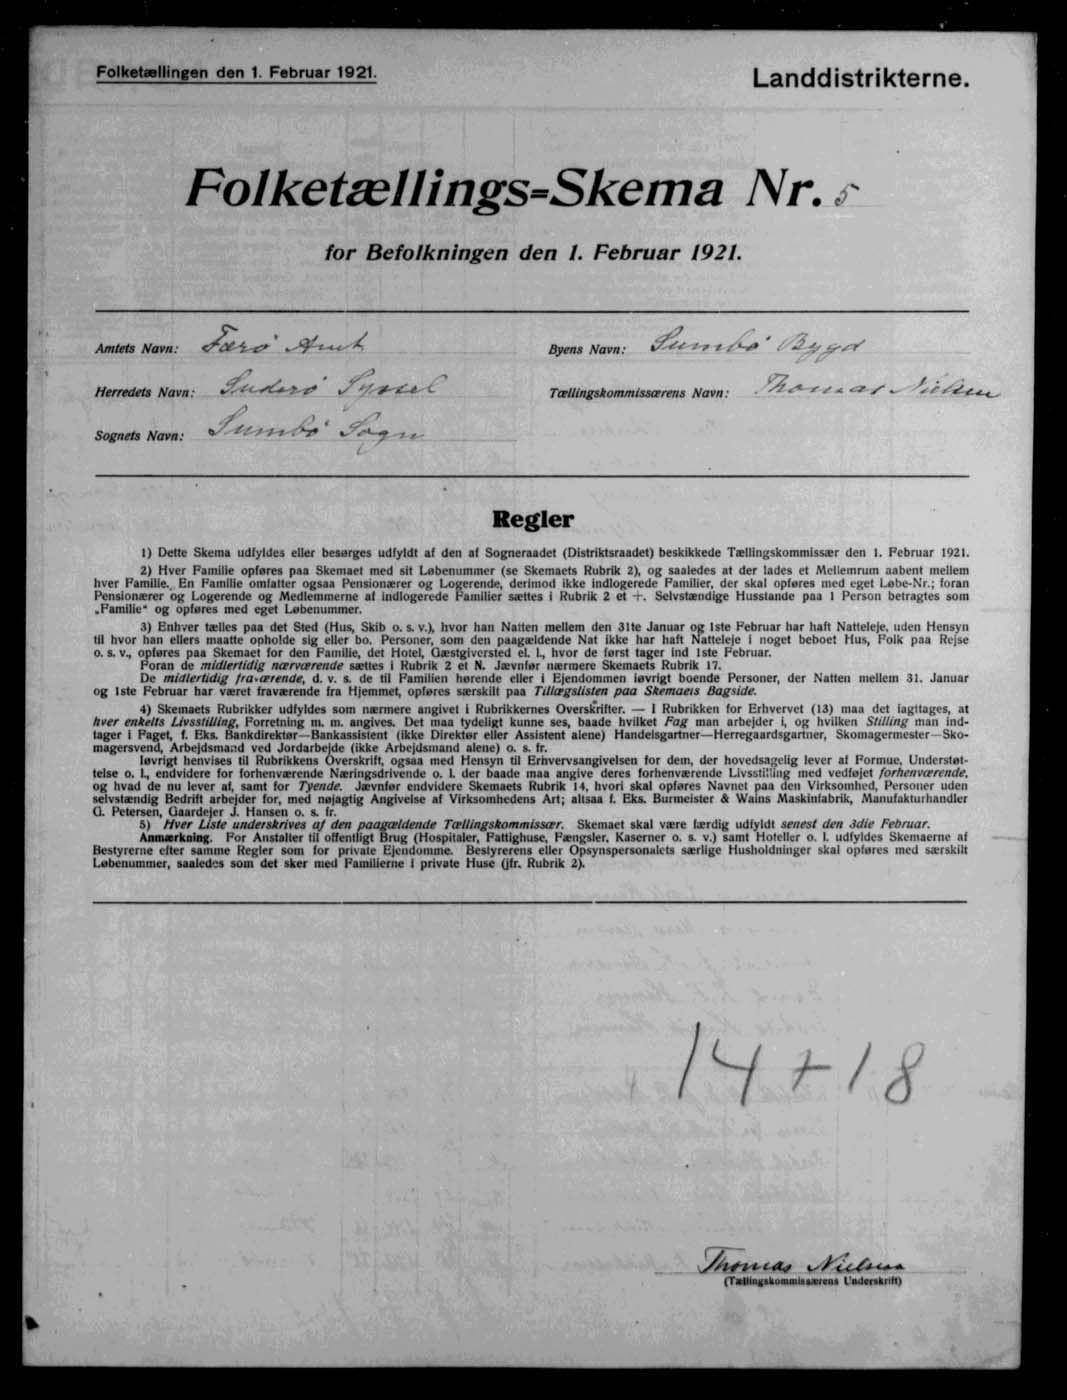 Folketællingen den 1. Februar 1921.
Landdistrikterne.
Folketællings=Skema Nr. 5
for Befolkningen den 1. Februar 1921.
Amtets Navn: Færø Amt
Byens Navn: Sumbø Bygd
Herredets Navn: Suderø Syssel
Tællingskommissærens Navn: Thomas Nielsen
Sognets Navn: Sumbø Sogn
Regler
1) Dette Skema udfyldes eller besørges udfyldt af den af Sogneraadet (Distriktsraadet) beskikkede Tællingskommissær den 1. Februar 1921.
2) Hver Familie opføres paa Skemaet med sit Løbenummer (se Skemaets Rubrik 2), og saaledes at der lades et Mellemrum aabent mellem
hver Familie. En Familie omfatter ogsaa Pensionærer og Logerende, derimod ikke indlogerede Familier, der skal opføres med eget Løbe-Nr.; foran
Pensionærer og Logerende og Medlemmerne af indlogerede Familier sættes i Rubrik 2 et +. Selvstændige Husstande paa 1 Person betragtes som
„Familie“ og opføres med eget Løbenummer.
3) Enhver tælles paa det Sted (Hus, Skib o. s. v.), hvor han Natten mellem den 31te Januar og 1ste Februar har haft Natteleje, uden Hensyn
til hvor han ellers maatte opholde sig eller bo. Personer, som den paagældende Nat ikke har haft Natteleje i noget beboet Hus, Folk paa Rejse
o. s. v., opføres paa Skemaet for den Familie, det Hotel, Gæstgiversted el. l., hvor de først tager ind 1ste Februar.
Foran de midlertidig nærværende sættes i Rubrik 2 et N. Jævnfør nærmere Skemaets Rubrik 17.
De midlertidig fraværende, d. v. s. de til Familien hørende eller i Ejendommen iøvrigt boende Personer, der Natten mellem 31. Januar
og 1ste Februar har været fraværende fra Hjemmet, opføres særskilt paa Tillægslisten paa Skemaets Bagside.
4) Skemaets Rubrikker udfyldes som nærmere angivet i Rubrikkernes Overskrifter. — I Rubrikken for Erhvervet (13) maa det iagttages, at
hver enkelts Livsstilling, Forretning m. m. angives. Det maa tydeligt kunne ses, baade hvilket Fag man arbejder i, og hvilken Stilling man ind-
tager i Faget, f. Eks. Bankdirektør—Bankassistent (ikke Direktør eller Assistent alene) Handelsgartner—Herregaardsgartner, Skomagermester—Sko-
magersvend, Arbejdsmand ved Jordarbejde (ikke Arbejdsmand alene) o. s. fr.
Iøvrigt henvises til Rubrikkens Overskrift, ogsaa med Hensyn til Erhvervsangivelsen for dem, der hovedsagelig lever af Formue, Understøt-
telse o. l., endvidere for forhenværende Næringsdrivende o. l. der baade maa angive deres forhenværende Livsstilling med vedføjet forhenværende,
og hvad de nu lever af, samt for Tyende. Jævnfør endvidere Skemaets Rubrik 14, hvori skal opføres Navnet paa den Virksomhed, Personer uden
selvstændig Bedrift arbejder for, med nøjagtig Angivelse af Virksomhedens Art; altsaa f. Eks. Burmeister & Wains Maskinfabrik, Manufakturhandler
G. Petersen, Gaardejer J. Hansen o. s. fr.
5) Hver Liste underskrives af den paagældende Tællingskommissær. Skemaet skal være færdig udfyldt senest den 3die Februar.
Anmærkning. For Anstalter til offentligt Brug (Hospitaler, Fattighuse, Fængsler, Kaserner o. s. v.) samt Hoteller o. l. udfyldes Skemaerne af
Bestyrerne efter samme Regler som for private Ejendomme. Bestyrerens eller Opsynspersonalets særlige Husholdninger skal opføres med særskilt
Løbenummer, saaledes som det sker med Familierne i private Huse (jfr. Rubrik 2).
14 + 18
Thomas Nielsen
(Tællingskommissærens Underskrift)